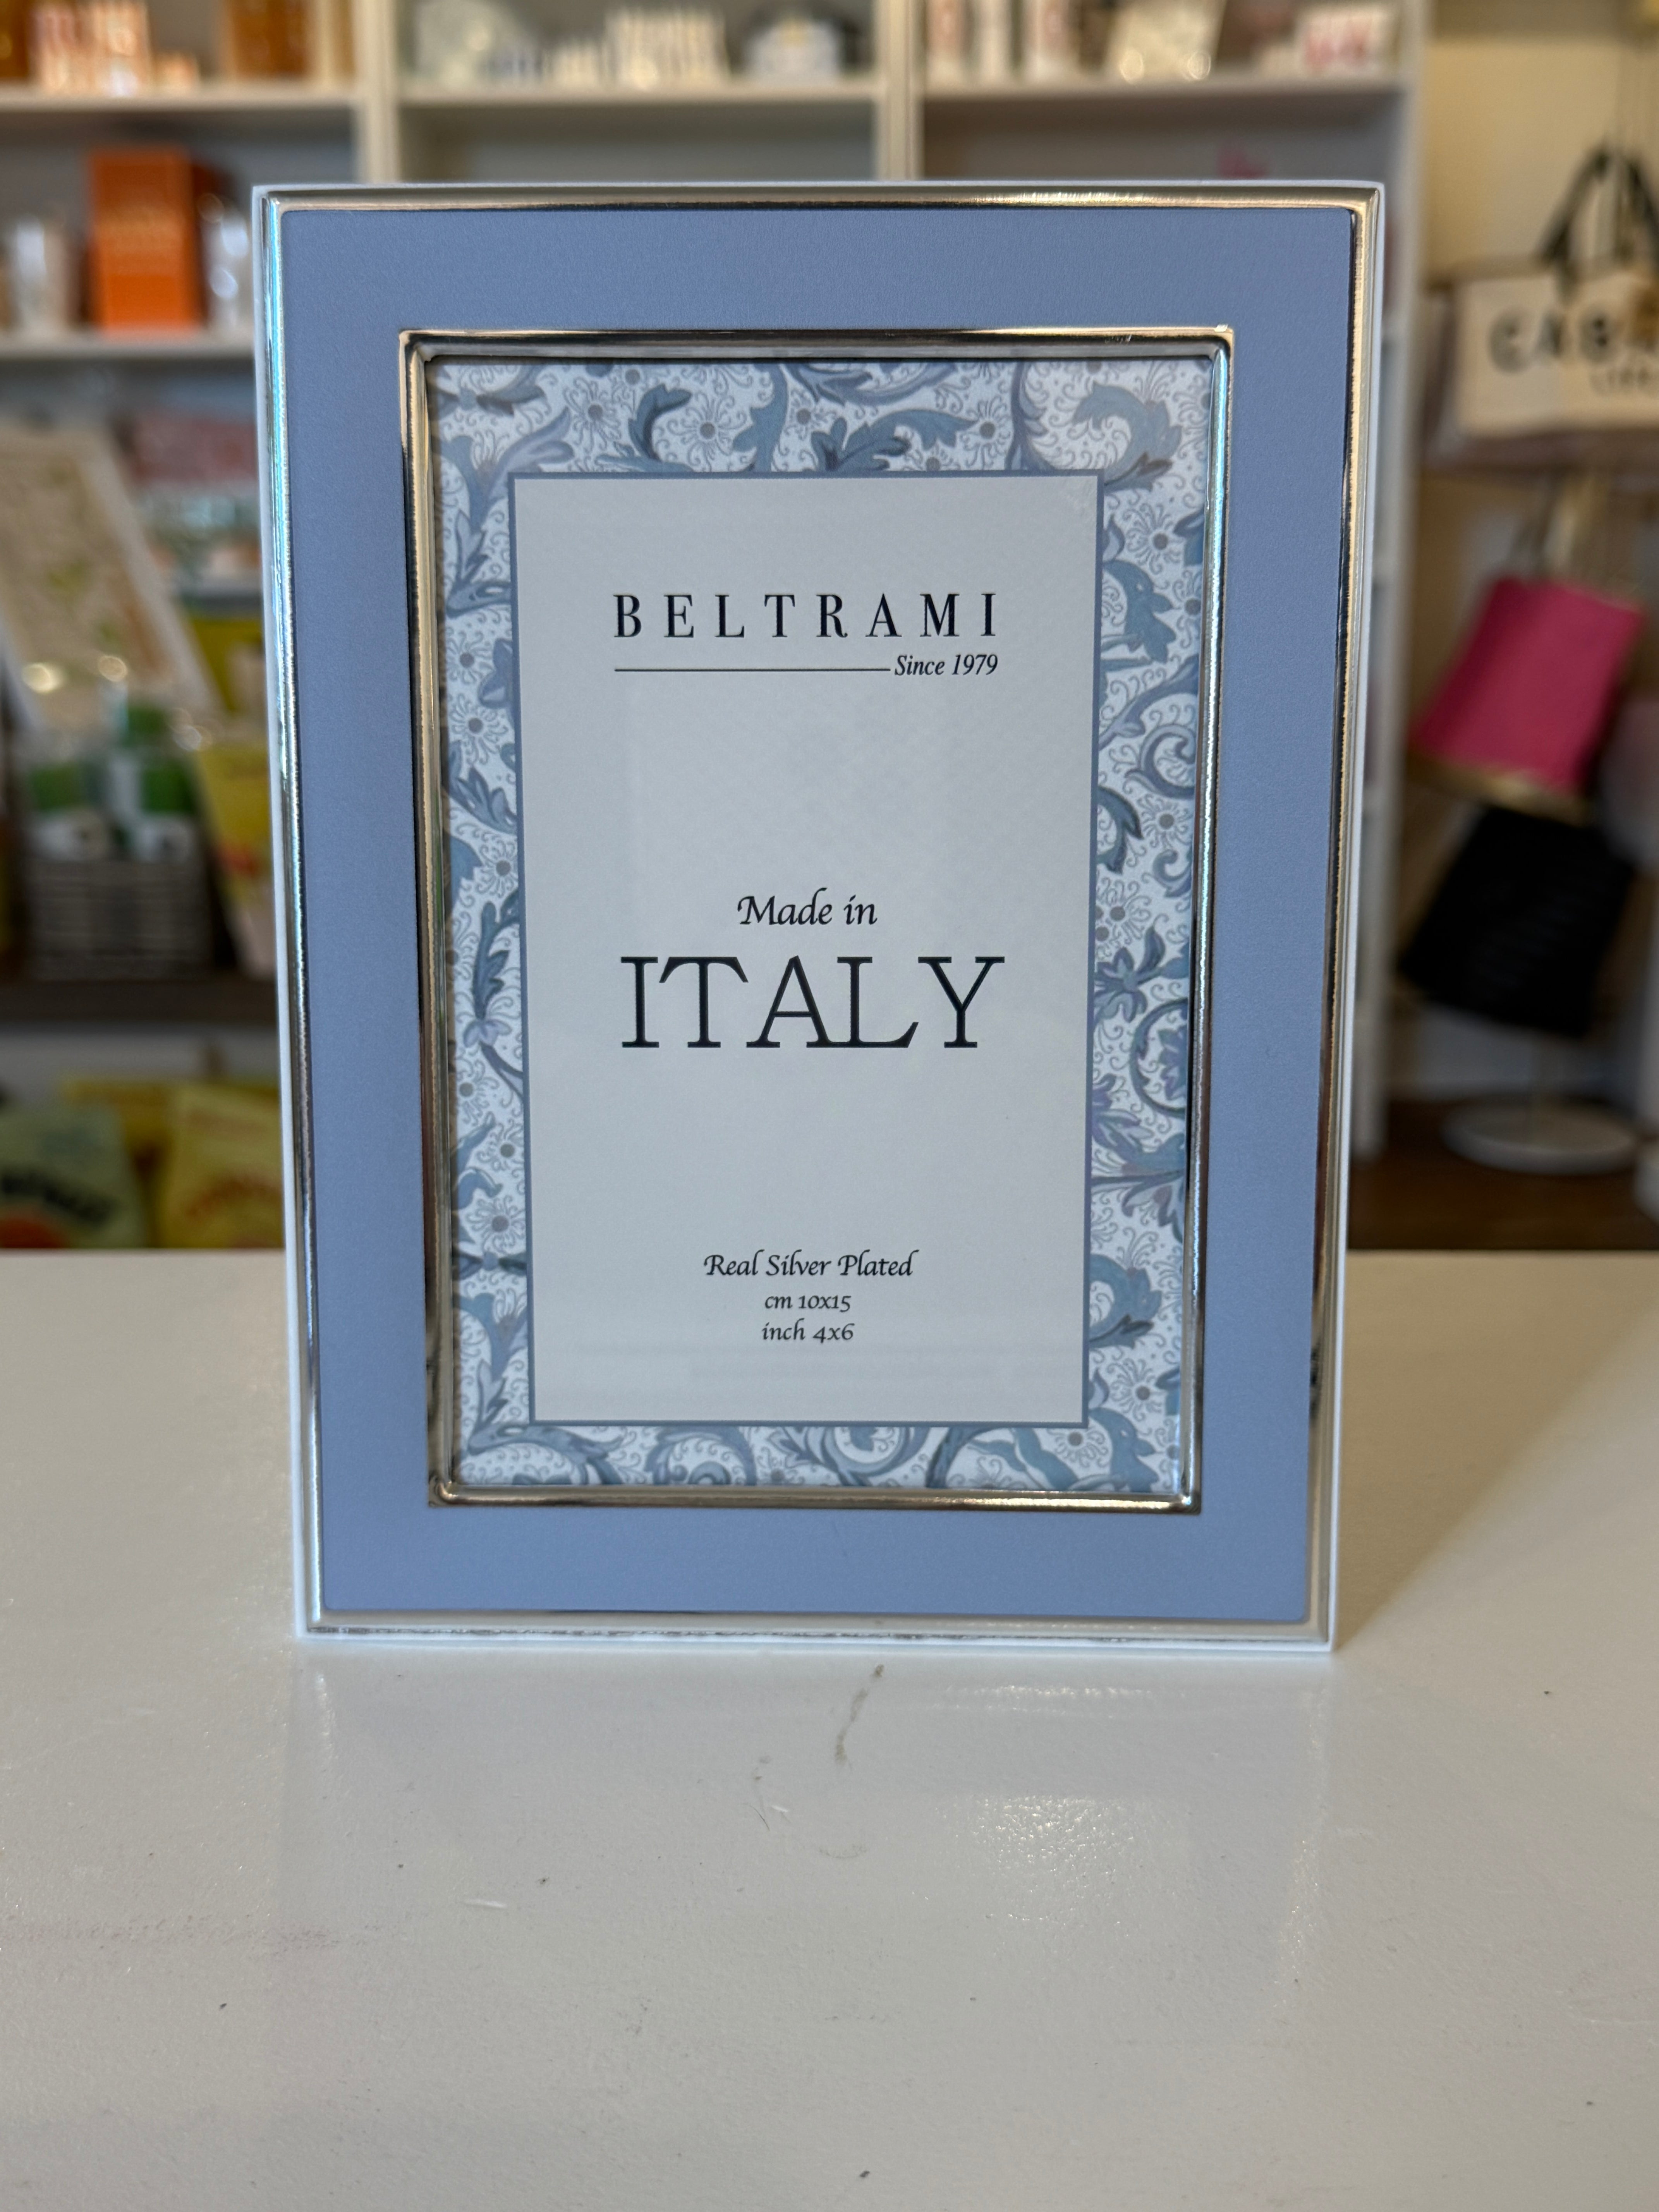 BELTRAMI
Since 1979
Made in
ITALY
Real Silver Plated
cm 10x15
inch 4x6